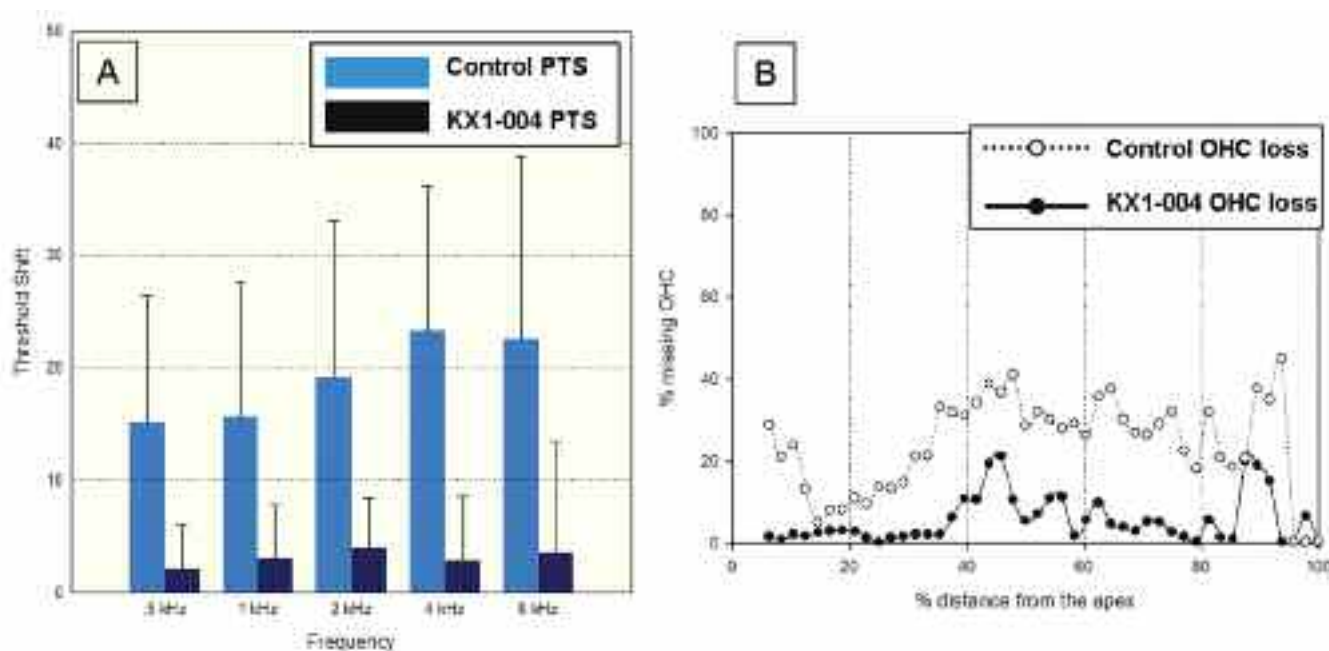 A
Control PTS
KX1-004 PTS
50
40
30
20
10
0
Threshold Shift
.5 kHz
1 kHz
2 kHz
4 kHz
8 kHz
Frequency
B
Control OHC loss
KX1-004 OHC loss
100
80
60
40
20
0
% missing OHC
0
20
40
60
80
100
% distance from the apex